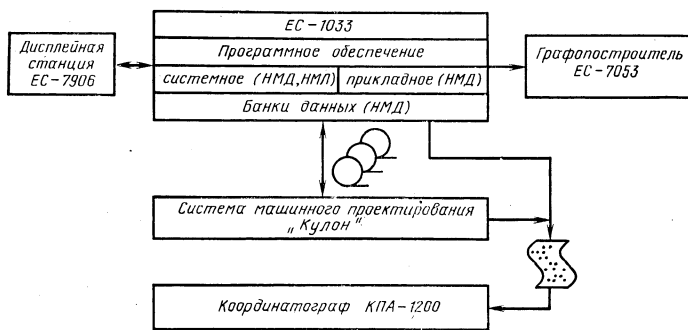 ЕС-1033
Программное обеспечение
системное (НМД,НМЛ) прикладное (НМД)
Банки данных (НМД)
Дисплейная
станция
ЕС-7906
Графопостроитель
ЕС-7053
Система машинного проектирования
„Кулон"
Координатограф КПА-1200